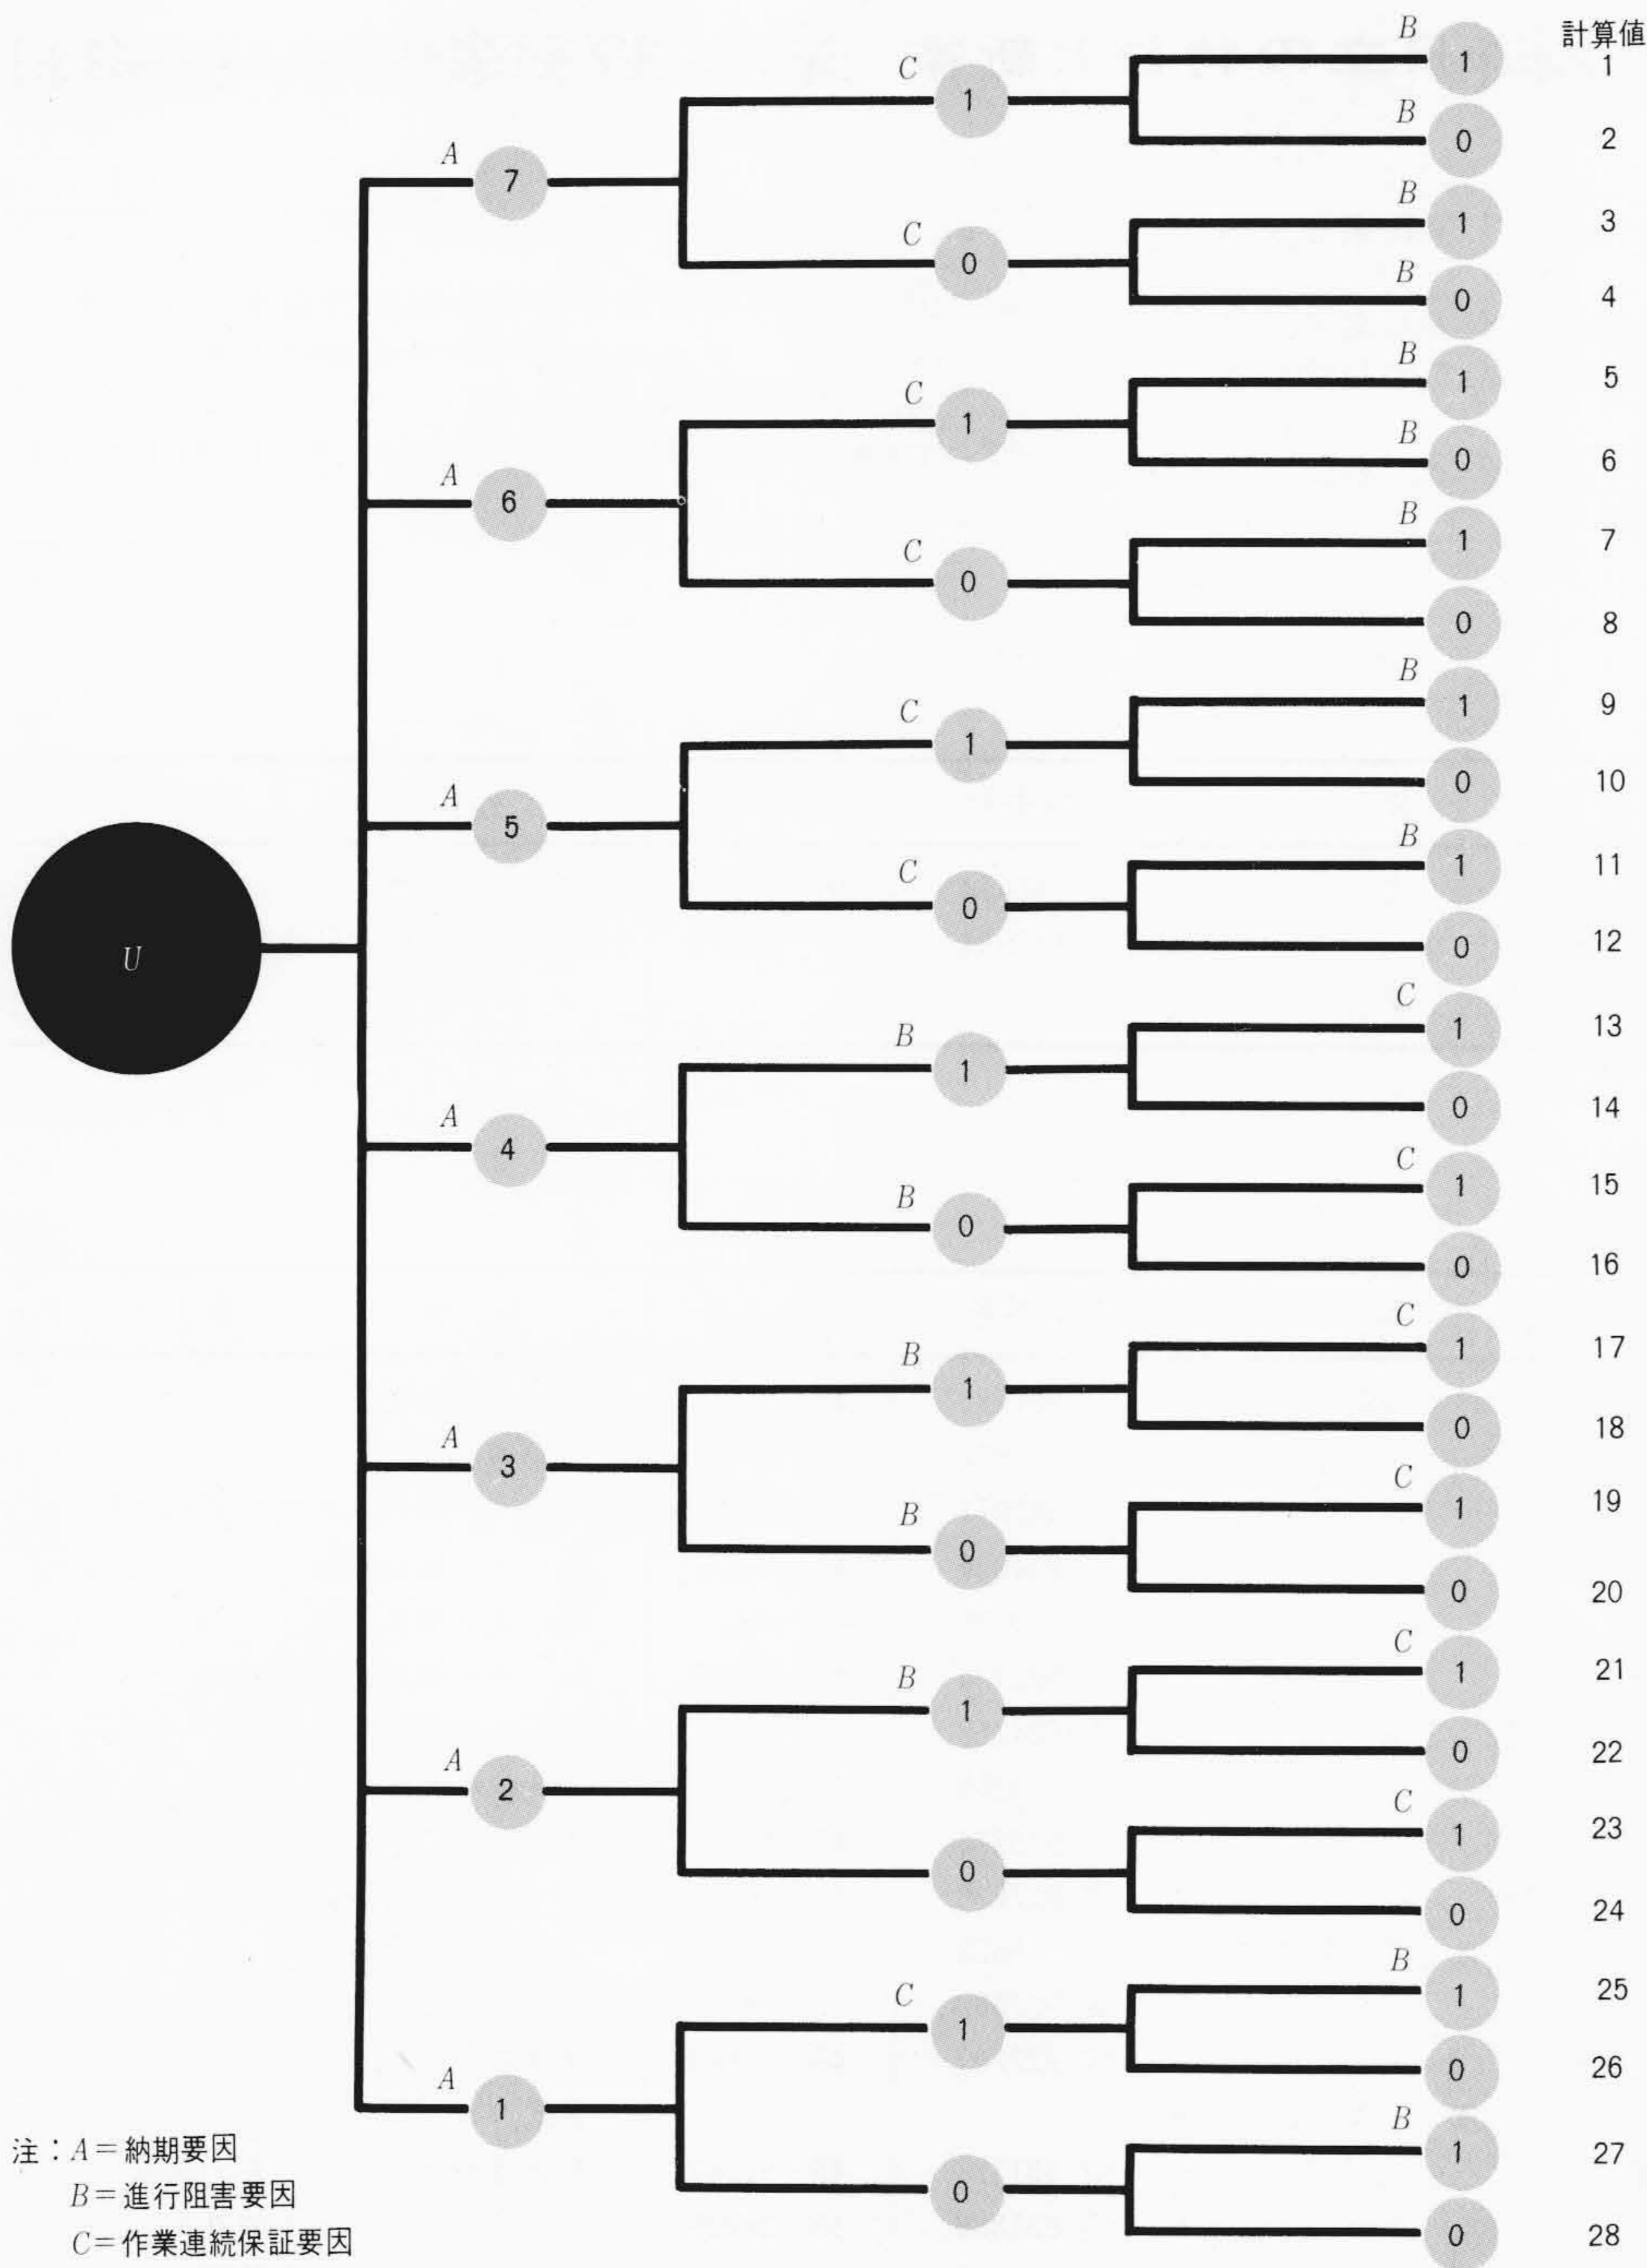 計算値
B 1 1
C 1
B 0 2
A 7
B 1 3
C 0
B 0 4
B 1 5
C 1
B 0 6
A 6
B 1 7
C 0
0 8
B 1 9
C 1
0 10
A 5
B 1 11
C 0
0 12
U
C 1 13
B 1
0 14
A 4
C 1 15
B 0
0 16
C 1 17
B 1
0 18
A 3
C 1 19
B 0
0 20
C 1 21
B 1
0 22
A 2
C 1 23
0
0 24
B 1 25
C 1
0 26
A 1
B 1 27
0
0 28
注:A=納期要因
B=進行阻害要因
C=作業連続保証要因